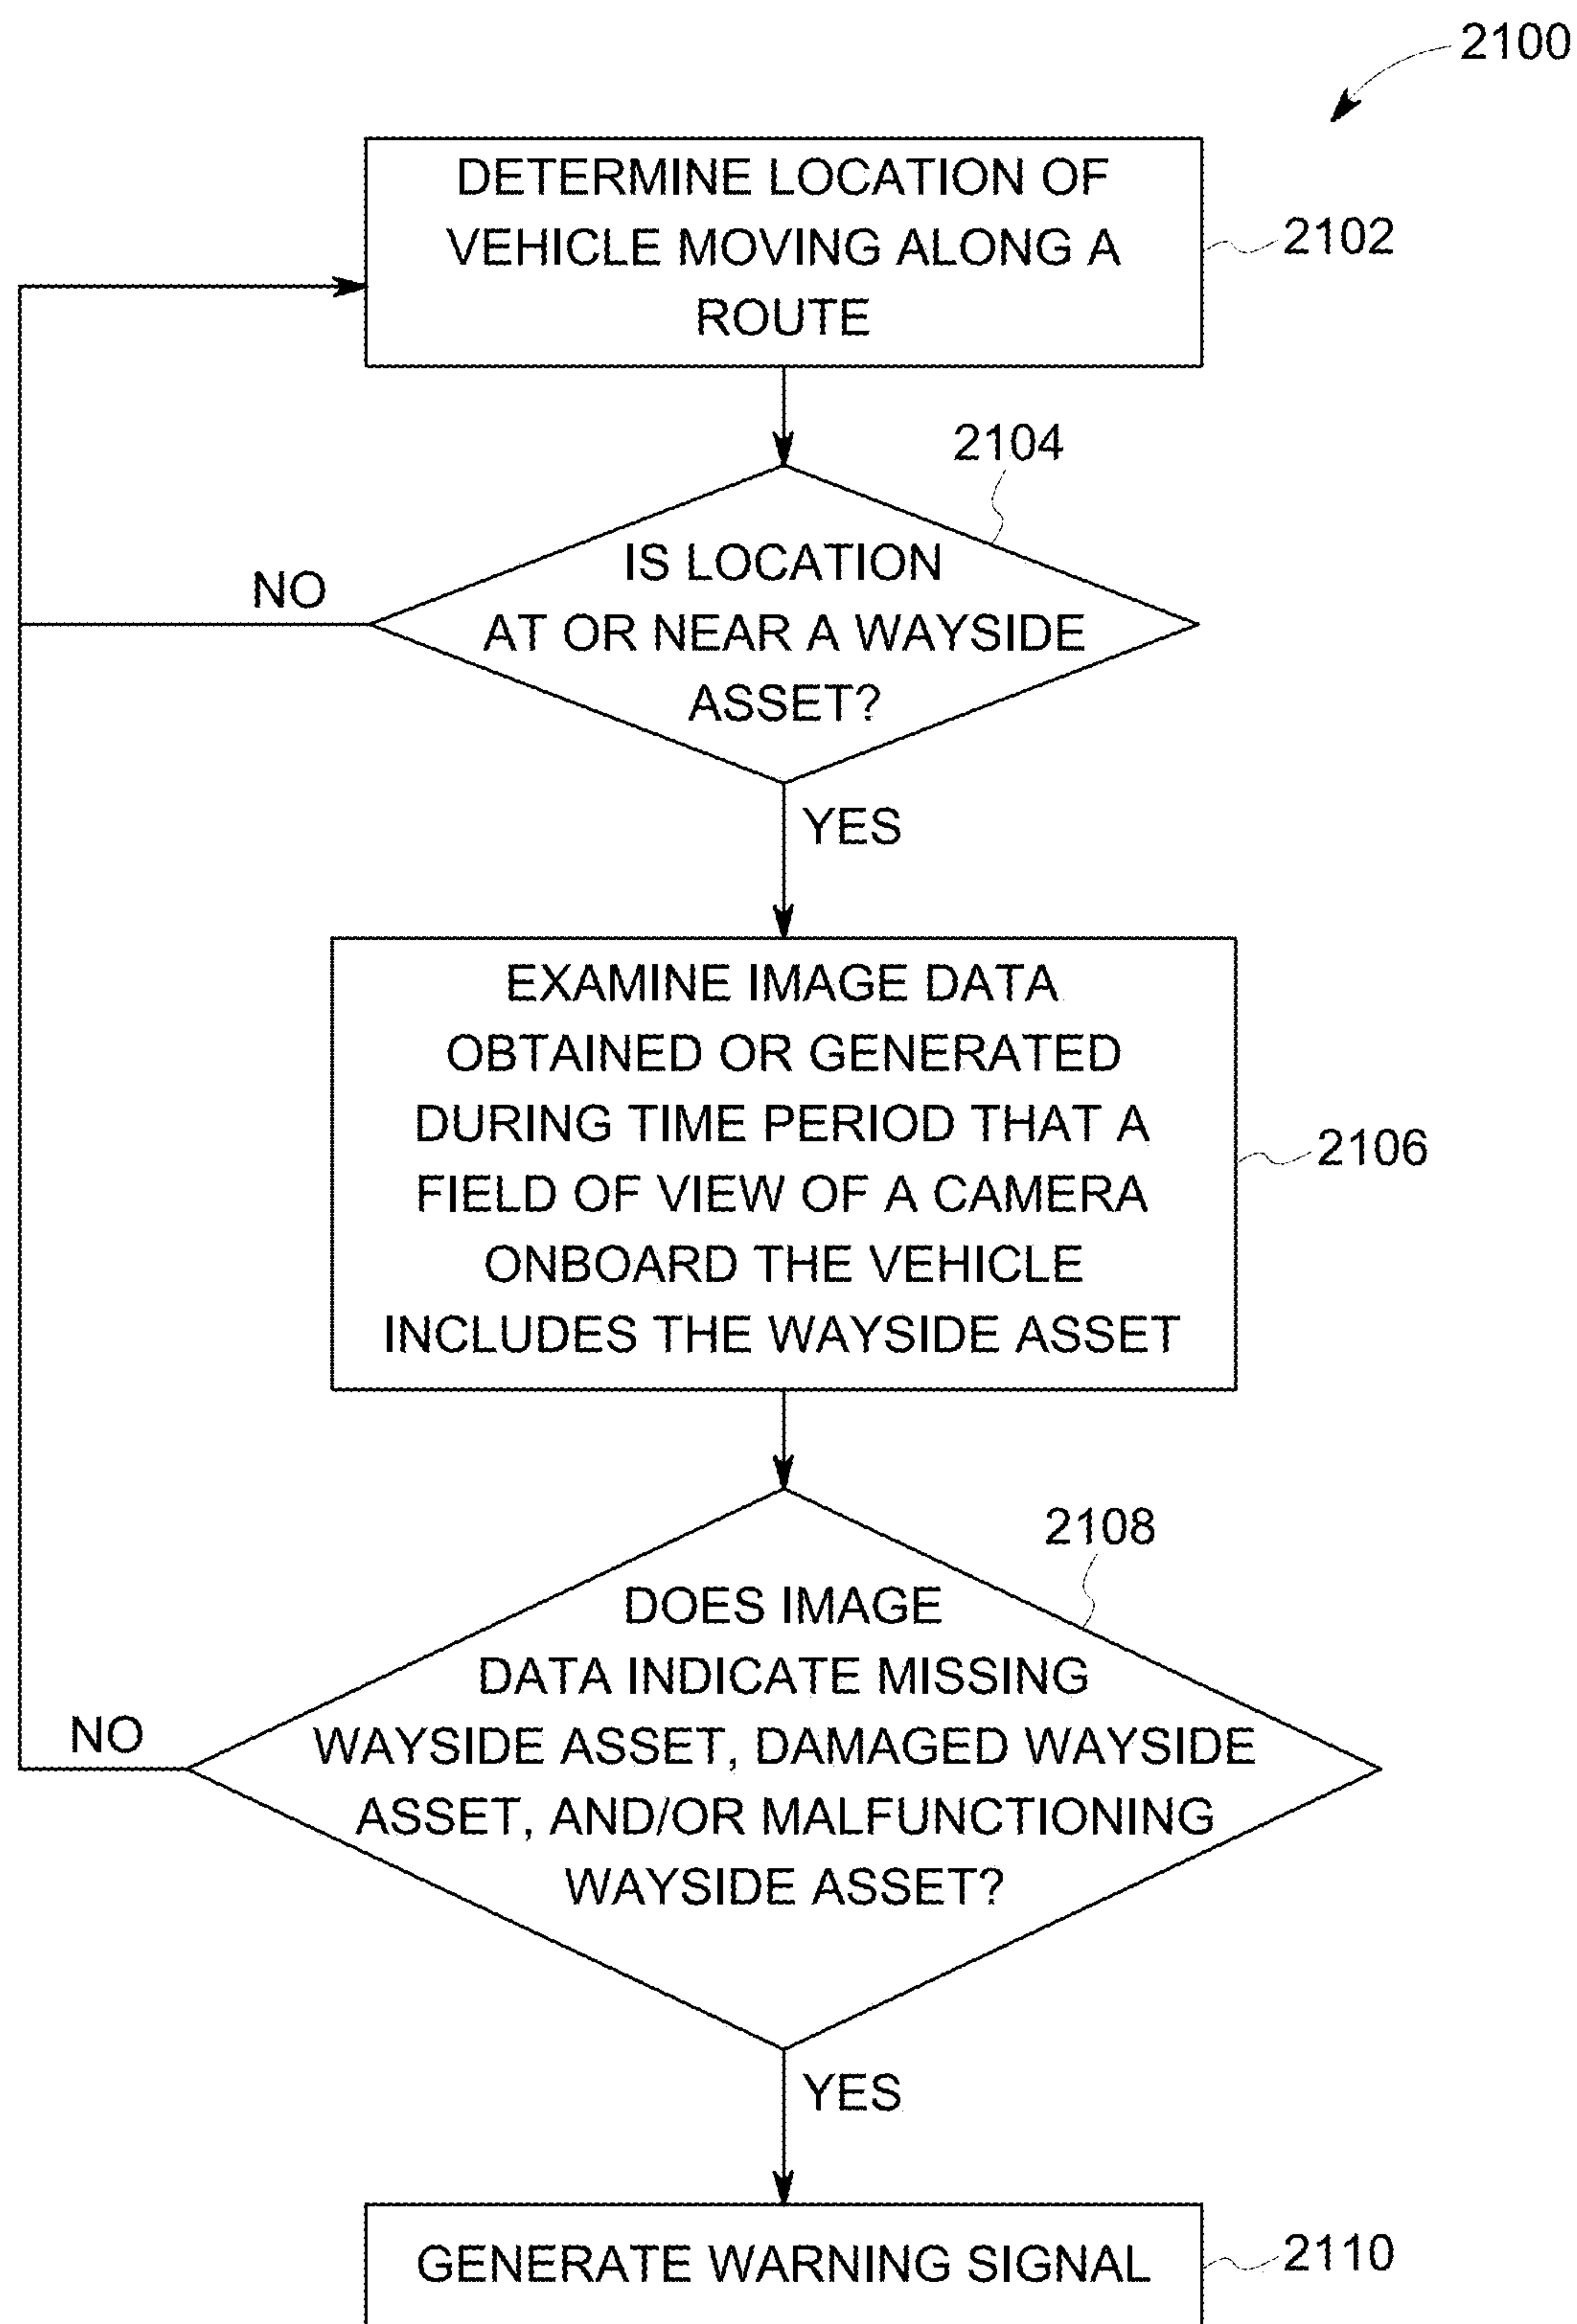 2100
DETERMINE LOCATION OF
VEHICLE MOVING ALONG A
ROUTE
2102
2104
IS LOCATION
AT OR NEAR A WAYSIDE
ASSET?
NO
YES
EXAMINE IMAGE DATA
OBTAINED OR GENERATED
DURING TIME PERIOD THAT A
FIELD OF VIEW OF A CAMERA
ONBOARD THE VEHICLE
INCLUDES THE WAYSIDE ASSET
2106
2108
DOES IMAGE
DATA INDICATE MISSING
WAYSIDE ASSET, DAMAGED WAYSIDE
ASSET, AND/OR MALFUNCTIONING
WAYSIDE ASSET?
NO
YES
GENERATE WARNING SIGNAL
2110